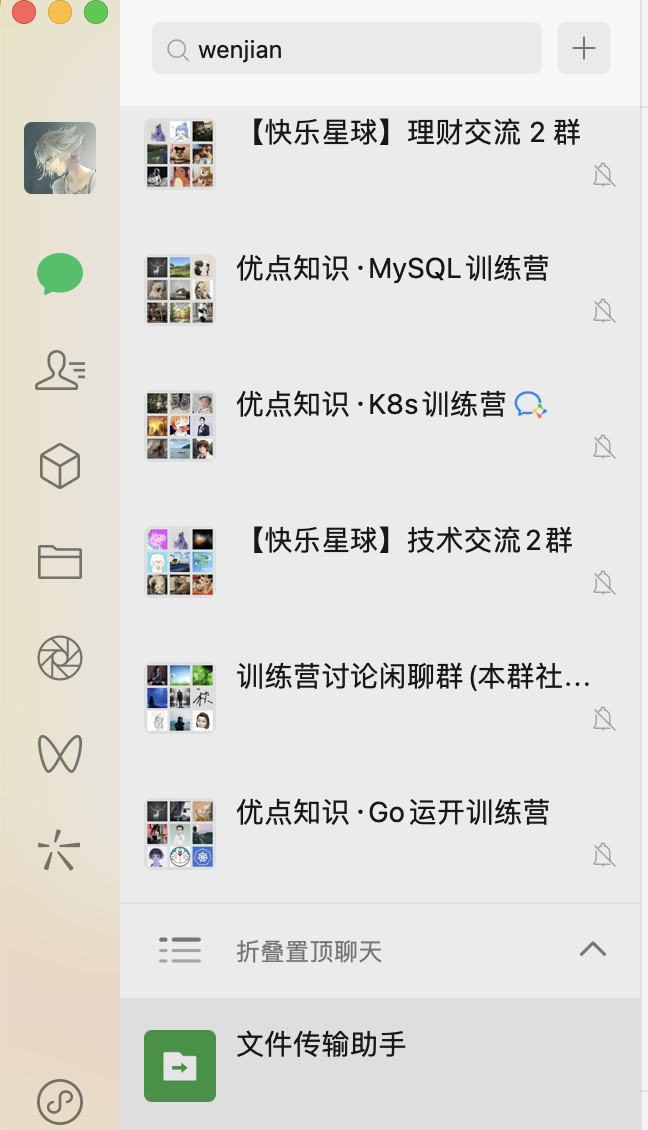 wenjian
【快乐星球】理财交流 2 群
优点知识 · MySQL 训练营
优点知识 · K8s 训练营
【快乐星球】技术交流 2 群
训练营讨论闲聊群 (本群社...
优点知识 · Go 运开训练营
折叠置顶聊天
文件传输助手